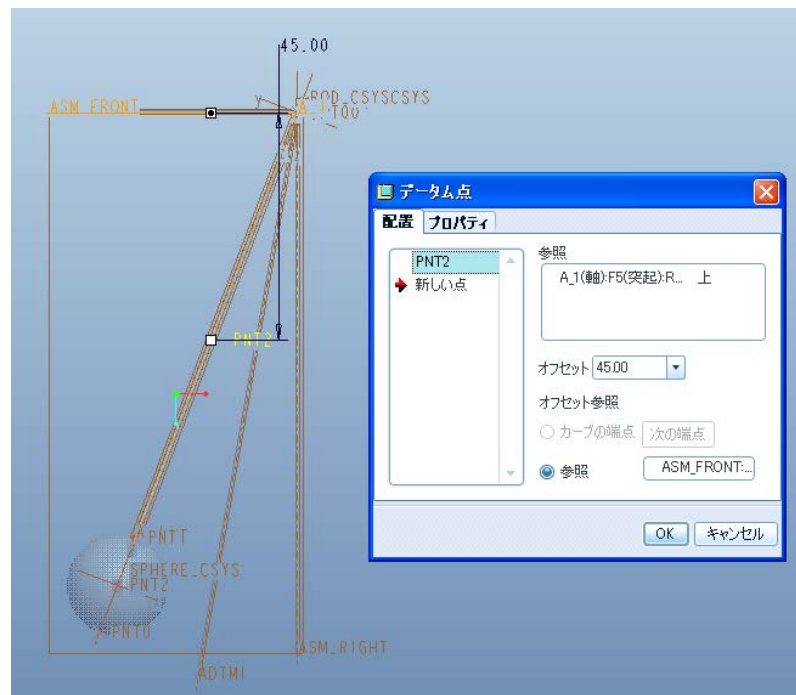 45.00
ASM_FRONT
ROD_CSYSCSYS
y
A_1
PNT2
PNTT
SPHERE_CSYS
PNT2
PNT0
ASM_RIGHT
ADTM1
データム点
配置 プロパティ
PNT2
新しい点
参照
A_1(軸):F5(突起):R... 上
オフセット 45.00
オフセット参照
カーブの端点 次の端点
参照 ASM_FRONT:...
OK キャンセル